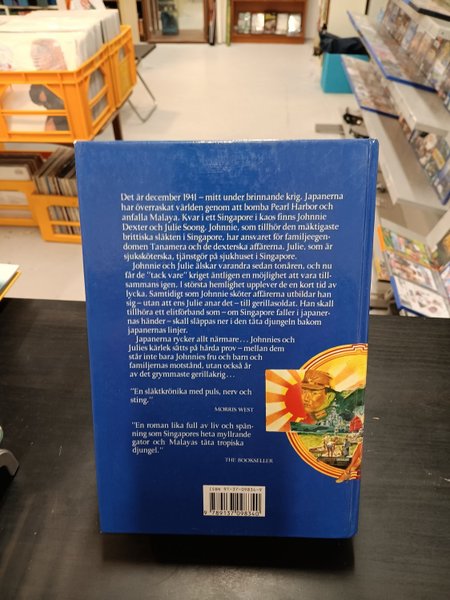 Det är december 1941 – mitt under brinnande krig. Japanerna
har överraskat världen genom att bomba Pearl Harbor och
anfalla Malaya. Kvar i ett Singapore i kaos finns Johnnie
Dexter och Julie Soong. Johnnie, som tillhör den mäktigaste
brittiska släkten i Singapore, har ansvaret för familjeegen-
domen Tanamera och de dexterska affärerna. Julie, som är
sjuksköterska, tjänstgör på sjukhuset i Singapore.
Johnnie och Julie älskar varandra sedan tonåren, och nu
får de "tack vare" kriget äntligen en möjlighet att vara till-
sammans igen. I största hemlighet upplever de en kort tid av
lycka. Samtidigt som Johnnie sköter affärerna utbildar han
sig – utan att ens Julie anar det – till gerillasoldat. Han skall
tillhöra ett elitförband som – om Singapore faller i japaner-
nas händer – skall släppas ner i den täta djungeln bakom
japanernas linjer.
Japanerna rycker allt närmare... Johnnies och
Julies kärlek sätts på hårda prov – mellan dem
står inte bara Johnnies fru och barn och
familjernas motstånd, utan också år
av det grymmaste gerillakrig...
"En släktkrönika med puls, nerv och
sting."
MORRIS WEST
"En roman lika full av liv och spän-
ning som Singapores heta myllrande
gator och Malayas täta tropiska
djungel."
THE BOOKSELLER
ISBN 91-37-09834-9
9 789137 098340